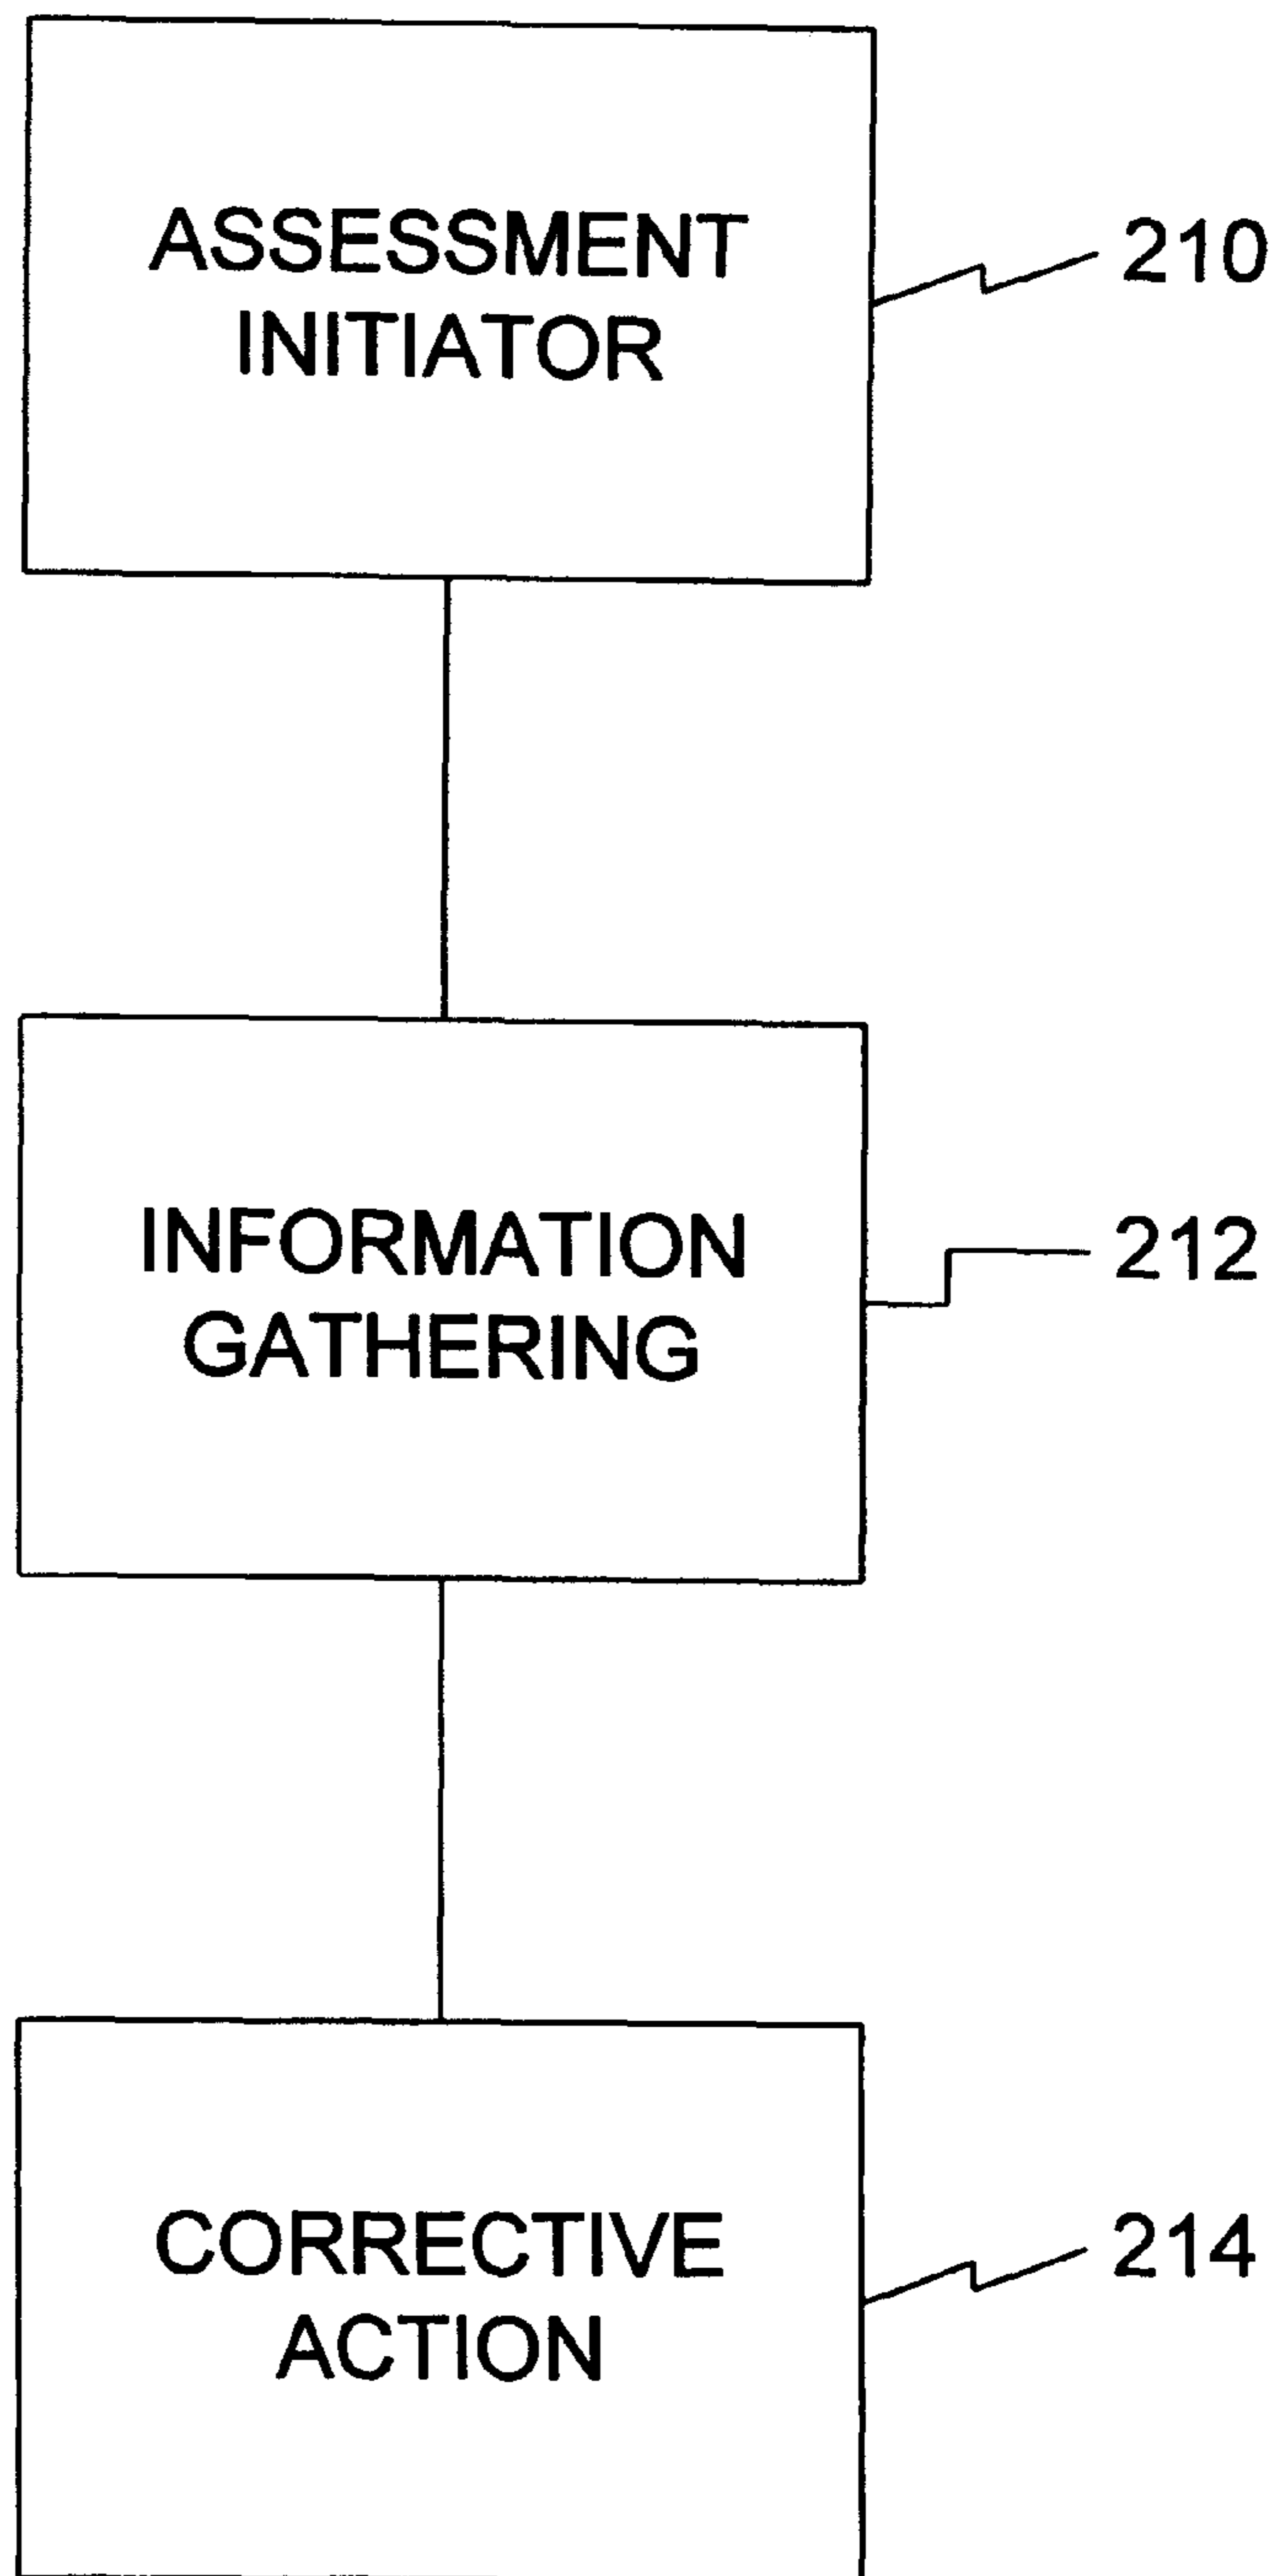 ASSESSMENT
INITIATOR
210
INFORMATION
GATHERING
212
CORRECTIVE
ACTION
214